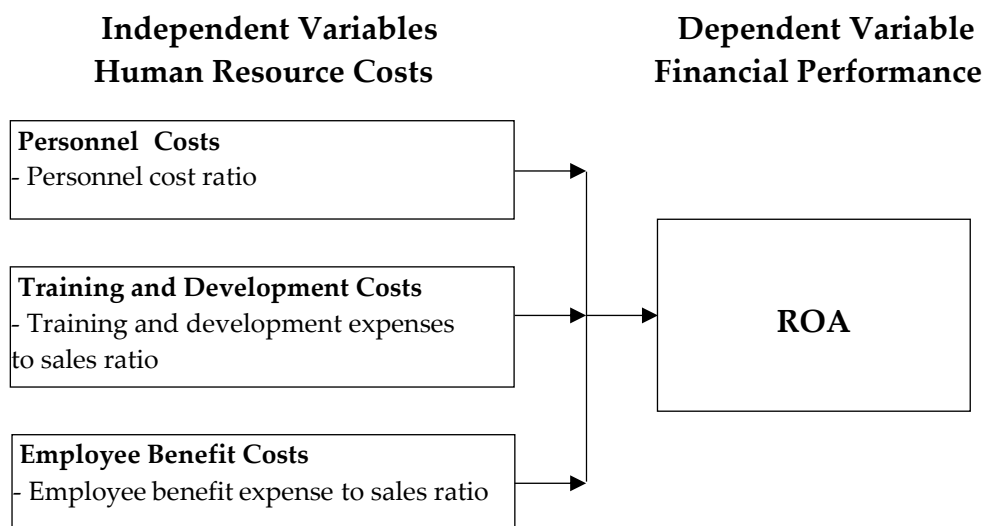 Independent Variables
Human Resource Costs
Dependent Variable
Financial Performance
Personnel Costs
- Personnel cost ratio
Training and Development Costs
- Training and development expenses
to sales ratio
Employee Benefit Costs
- Employee benefit expense to sales ratio
ROA